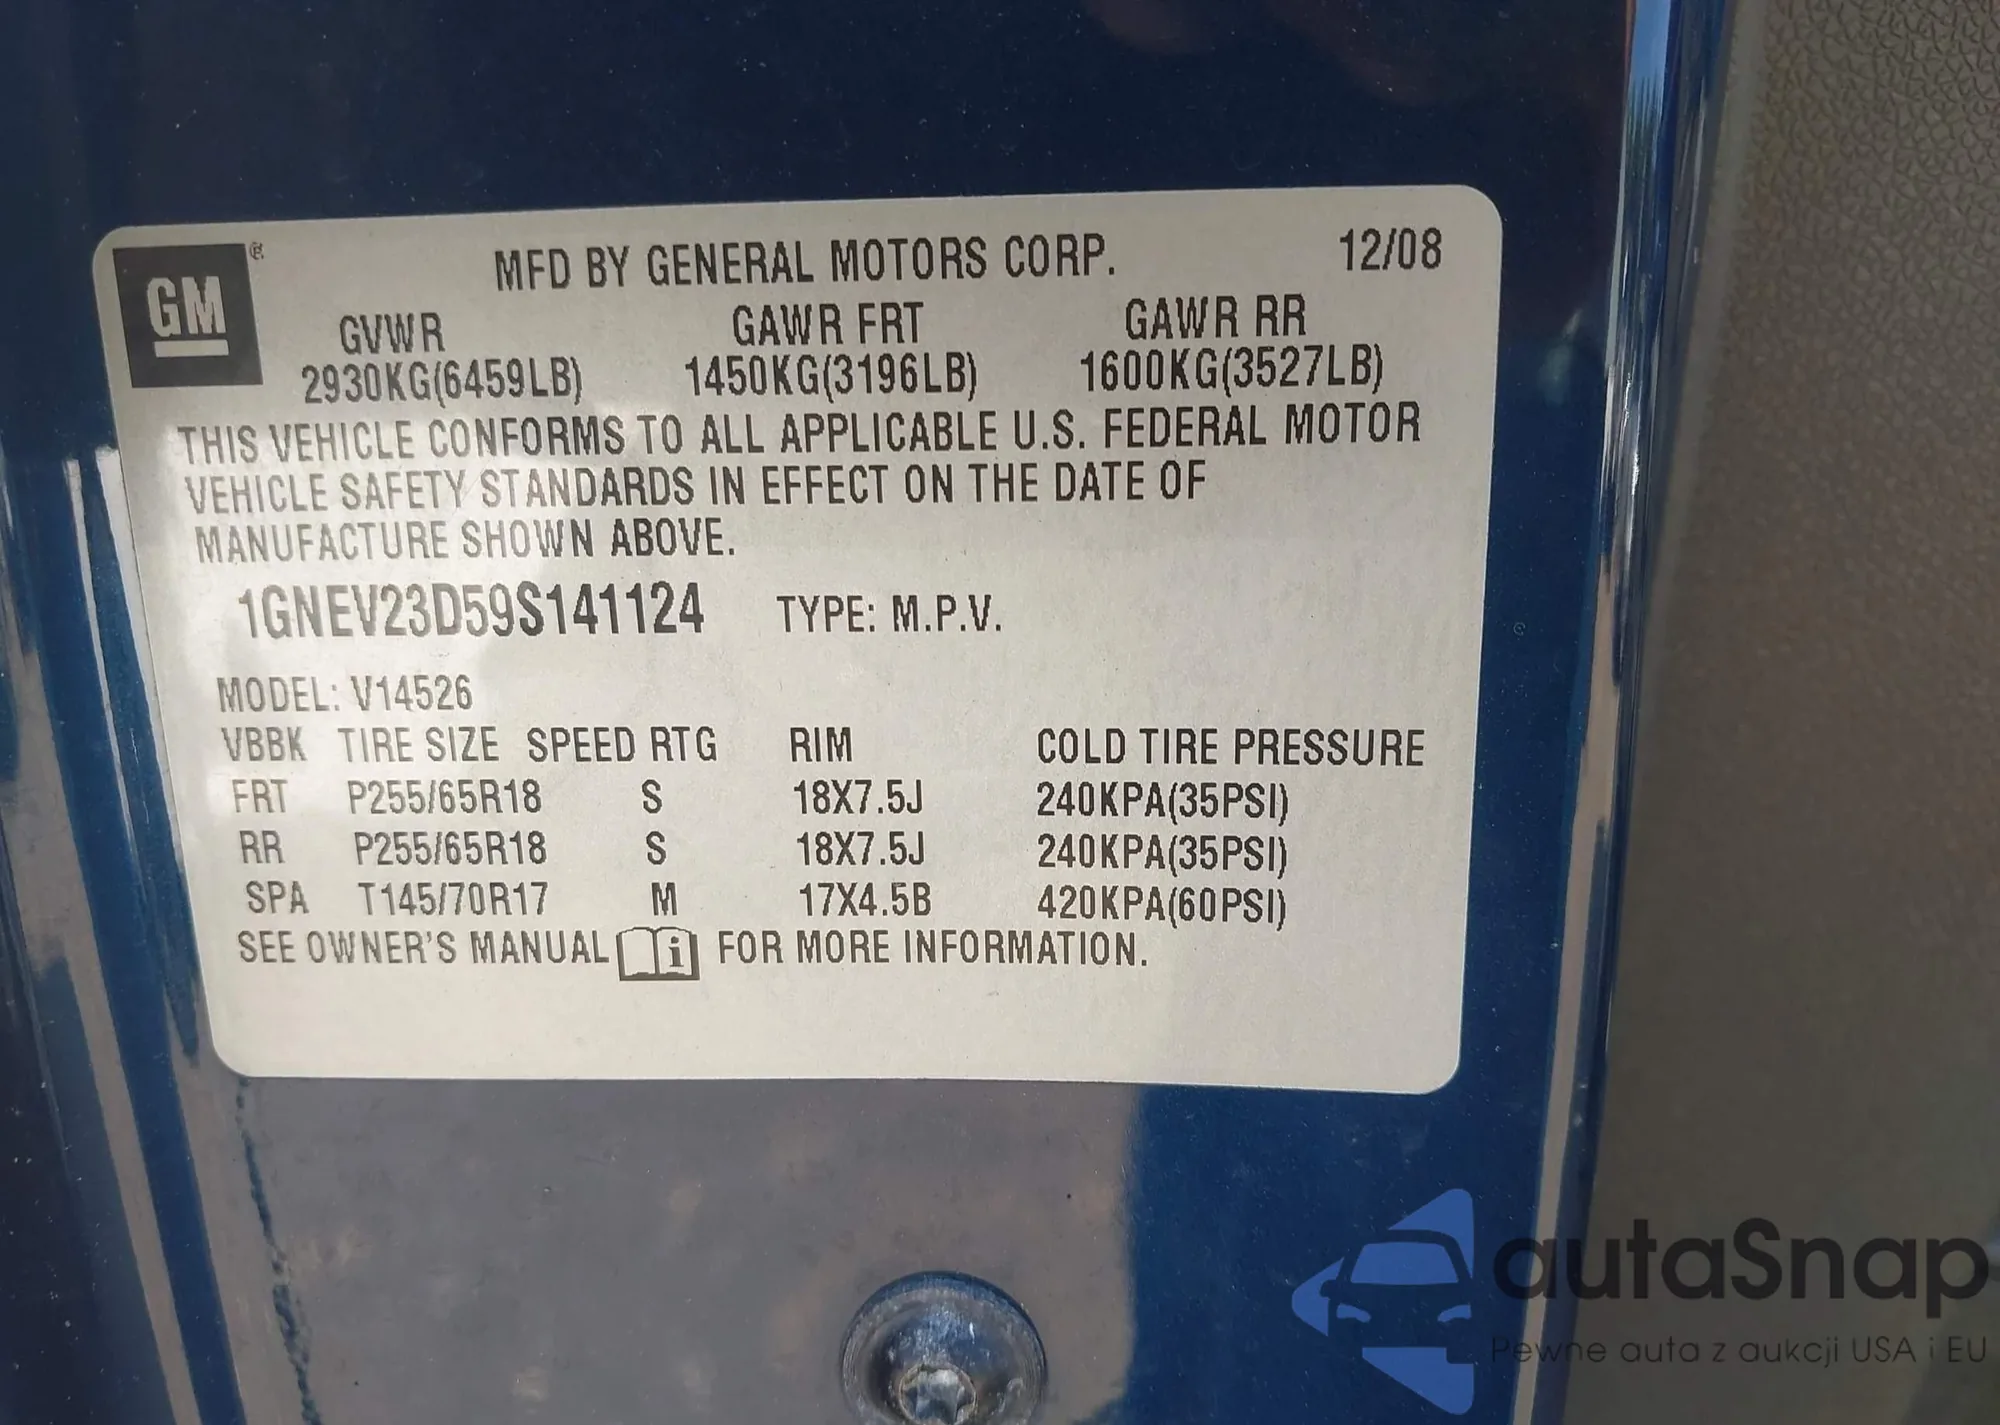 GM ® MFD BY GENERAL MOTORS CORP. 12/08
GVWR GAWR FRT GAWR RR
2930KG(6459LB) 1450KG(3196LB) 1600KG(3527LB)
THIS VEHICLE CONFORMS TO ALL APPLICABLE U.S. FEDERAL MOTOR
VEHICLE SAFETY STANDARDS IN EFFECT ON THE DATE OF
MANUFACTURE SHOWN ABOVE.
1GNEV23D59S141124 TYPE: M.P.V.
MODEL: V14526
VBBK TIRE SIZE SPEED RTG RIM COLD TIRE PRESSURE
FRT P255/65R18 S 18X7.5J 240KPA(35PSI)
RR P255/65R18 S 18X7.5J 240KPA(35PSI)
SPA T145/70R17 M 17X4.5B 420KPA(60PSI)
SEE OWNER'S MANUAL i FOR MORE INFORMATION.
autaSnap
Pewne auta z aukcji USA i EU